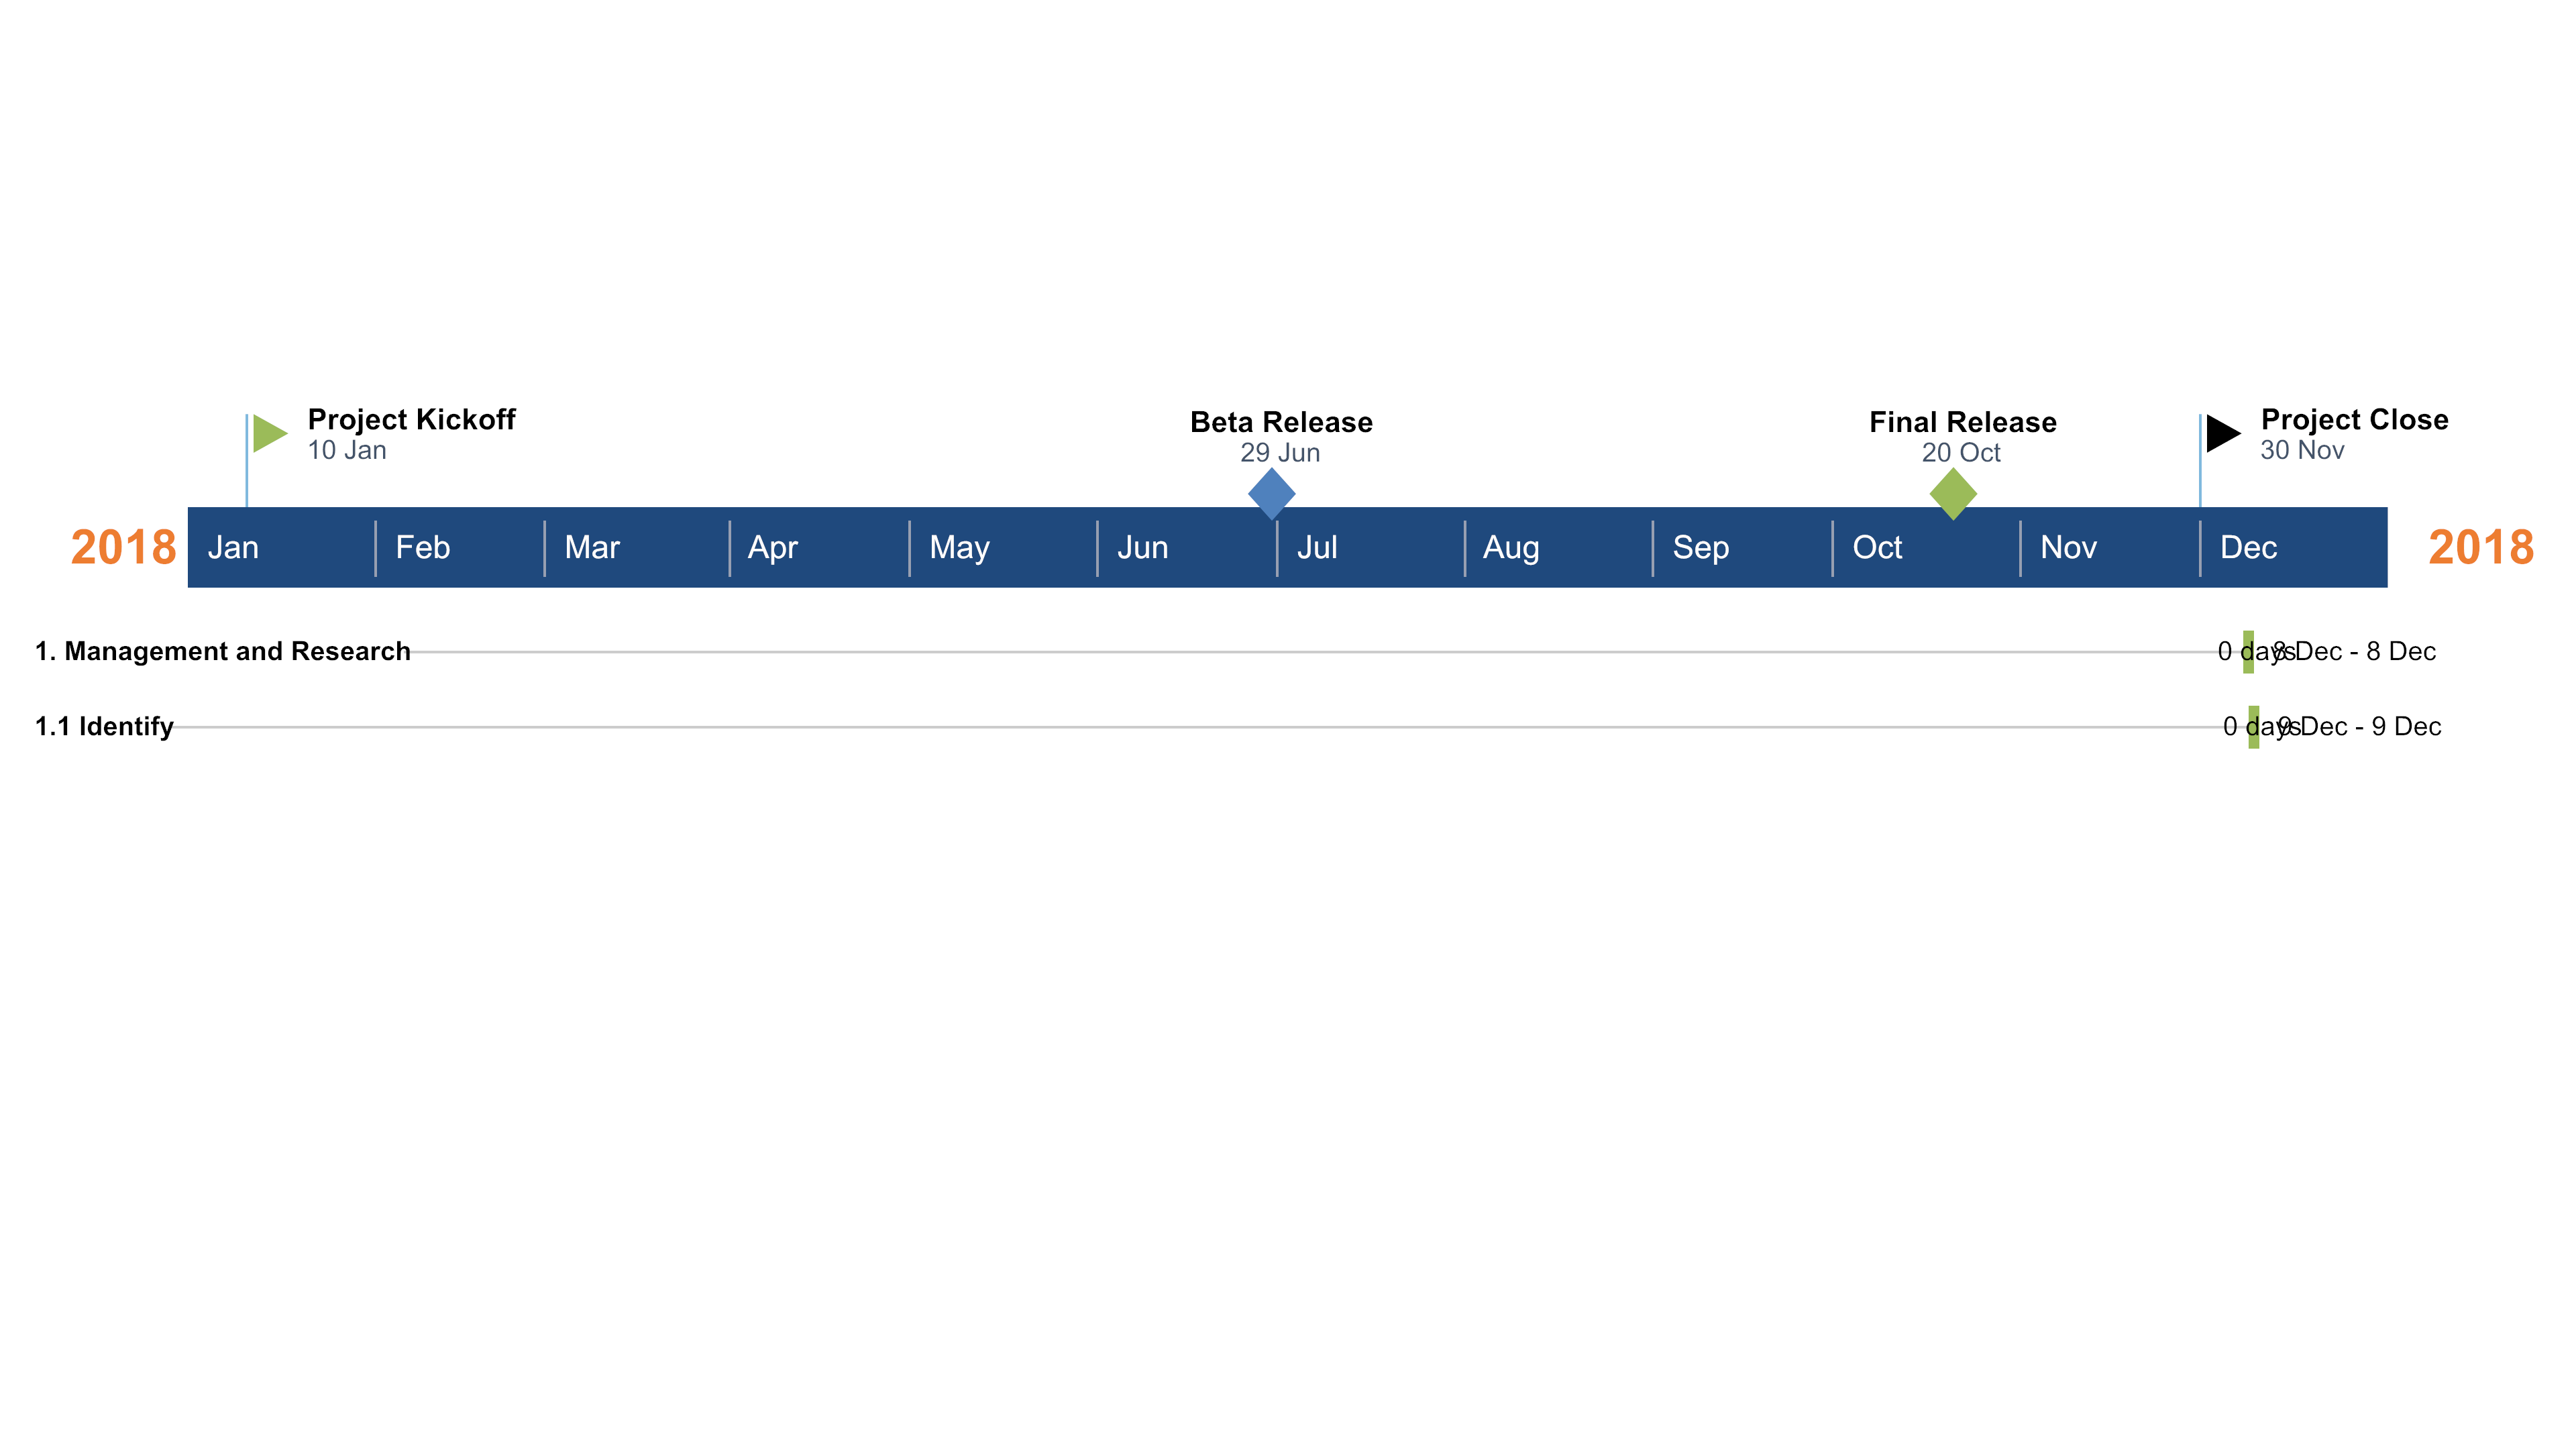 Project Kickoff
10 Jan
Beta Release
29 Jun
Final Release
20 Oct
Project Close
30 Nov
2018 Jan Feb Mar Apr May Jun Jul Aug Sep Oct Nov Dec 2018
1. Management and Research 0 days 8 Dec - 8 Dec
1.1 Identify 0 days 9 Dec - 9 Dec